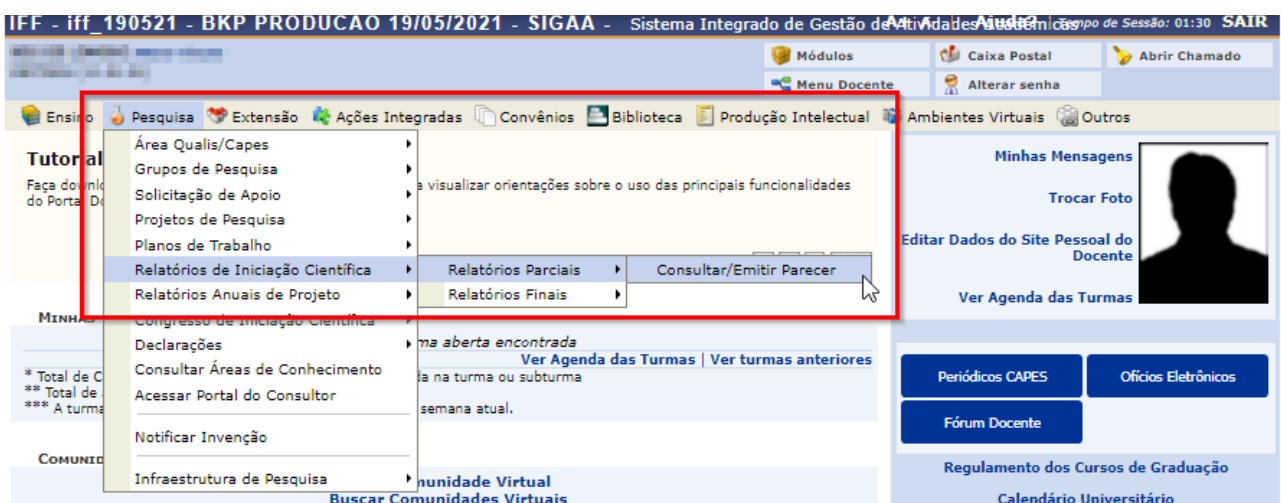 IFF - iff_190521 - BKP PRODUCAO 19/05/2021 - SIGAA - Sistema Integrado de Gestão de Atividades Acadêmicas
A+ A- Ajuda? Tempo de Sessão: 01:30 SAIR
Módulos
Caixa Postal
Abrir Chamado
Menu Docente
Alterar senha
Ensino Pesquisa Extensão Ações Integradas Convênios Biblioteca Produção Intelectual Ambientes Virtuais Outros
Área Qualis/Capes
Grupos de Pesquisa
Solicitação de Apoio
Projetos de Pesquisa
Planos de Trabalho
Relatórios de Iniciação Científica
Relatórios Parciais
Consultar/Emitir Parecer
Relatórios Anuais de Projeto
Relatórios Finais
Congresso de Iniciação Científica
Declarações
Consultar Áreas de Conhecimento
Acessar Portal do Consultor
Notificar Invenção
Infraestrutura de Pesquisa
Tutorial
Faça
visualizar orientações sobre o uso das principais funcionalidades
do Portal
aberta encontrada
Ver Agenda das Turmas | Ver turmas anteriores
* Total de
na turma ou subturma
** Total de
*** A
semana atual.
Virtual
Buscar Comunidades Virtuais
Minhas Mensagens
Trocar Foto
Editar Dados do Site Pessoal do
Docente
Ver Agenda das Turmas
Periódicos CAPES
Ofícios Eletrônicos
Fórum Docente
Regulamento dos Cursos de Graduação
Calendário Universitário